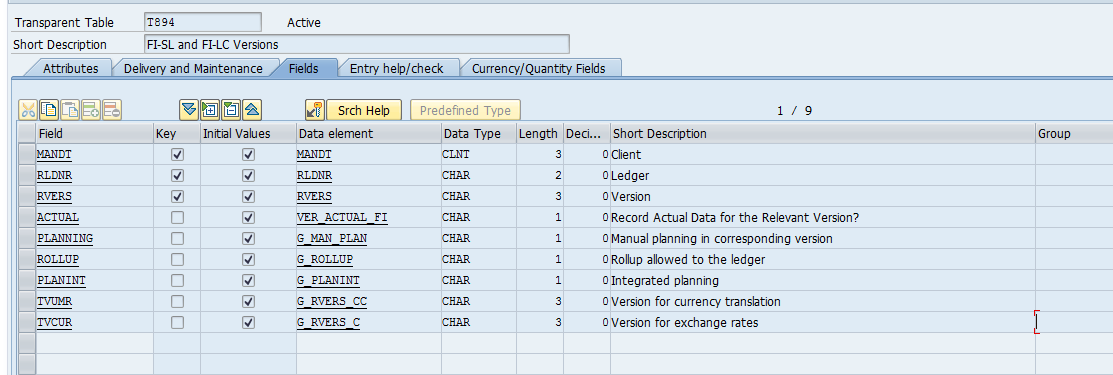 Transparent Table T894 Active
Short Description FI-SL and FI-LC Versions
Attributes Delivery and Maintenance Fields Entry help/check Currency/Quantity Fields
Srch Help Predefined Type 1 / 9
Field Key Initial Values Data element Data Type Length Deci... Short Description Group
MANDT MANDT CLNT 3 0 Client
RLDNR RLDNR CHAR 2 0 Ledger
RVERS RVERS CHAR 3 0 Version
ACTUAL VER_ACTUAL_FI CHAR 1 0 Record Actual Data for the Relevant Version?
PLANNING G_MAN_PLAN CHAR 1 0 Manual planning in corresponding version
ROLLUP G_ROLLUP CHAR 1 0 Rollup allowed to the ledger
PLANINT G_PLANINT CHAR 1 0 Integrated planning
TVUMR G_RVERS_CC CHAR 3 0 Version for currency translation
TVCUR G_RVERS_C CHAR 3 0 Version for exchange rates